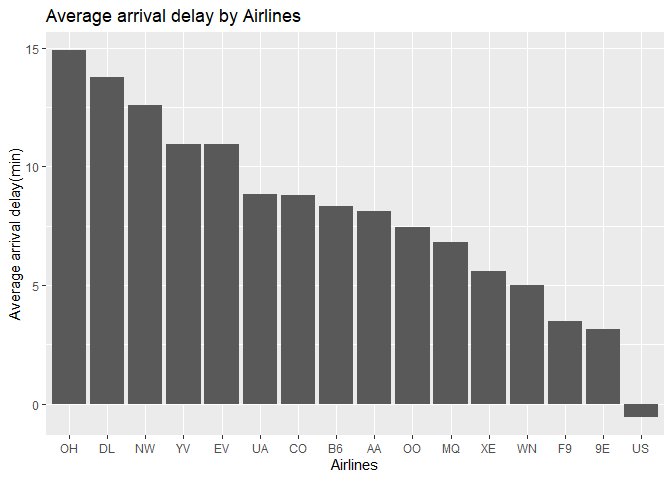 Average arrival delay by Airlines
Average arrival delay(min)
15
10
5
0
OH DL NW YV EV UA CO B6 AA OO MQ XE WN F9 9E US
Airlines